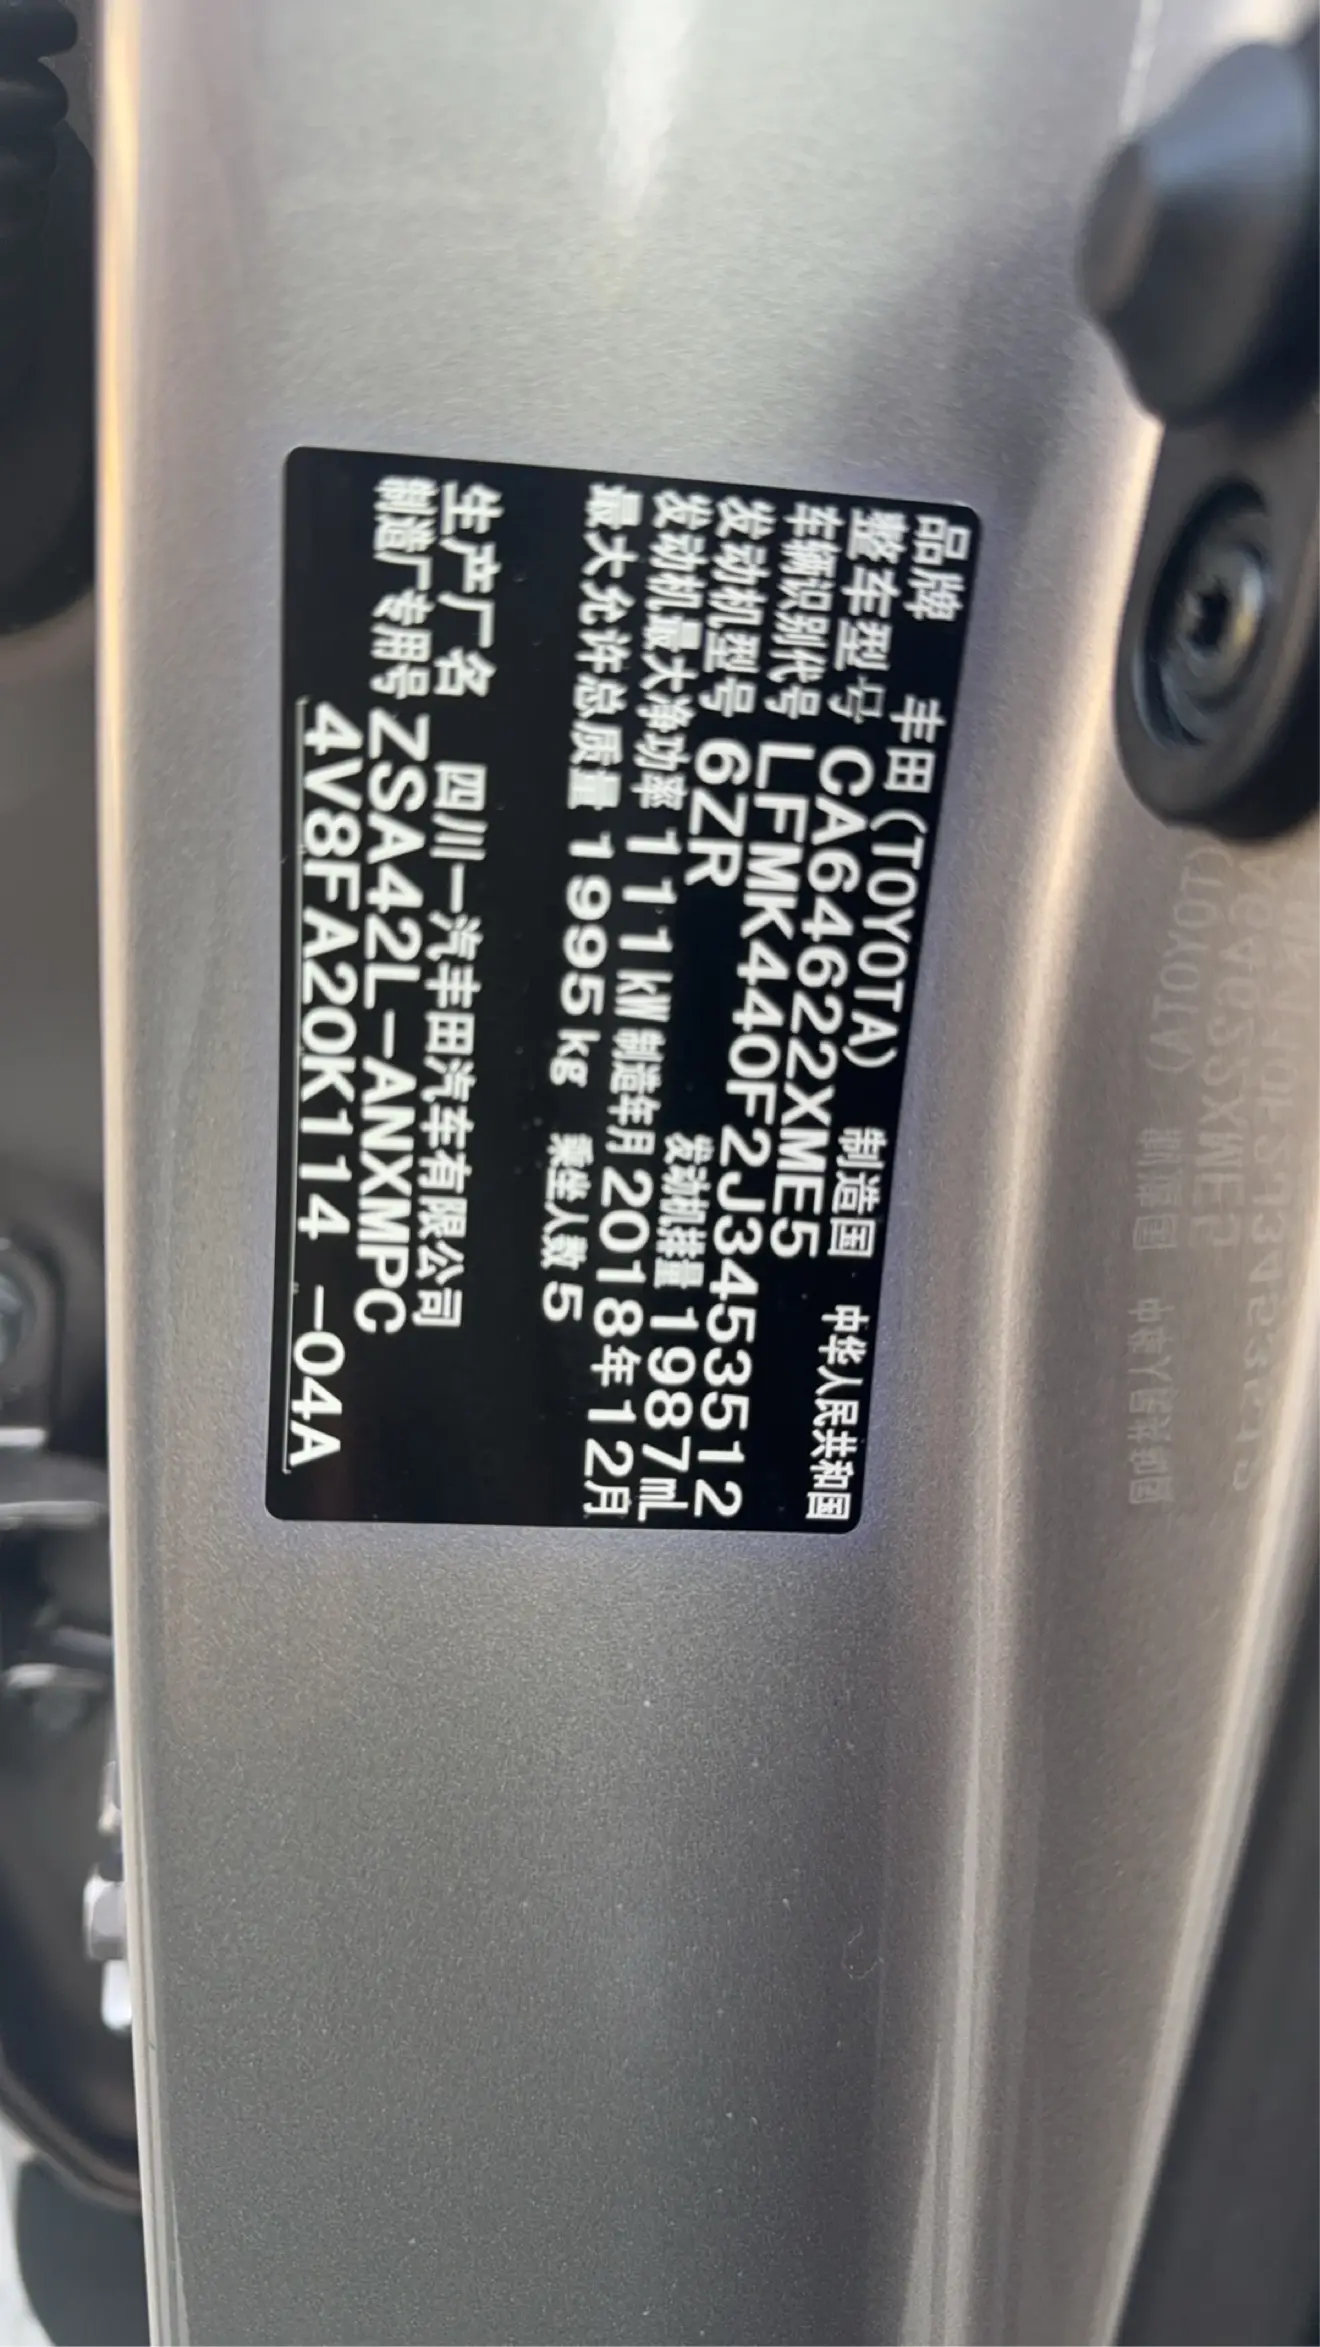 品牌 丰田(TOYOTA) 制造国 中华人民共和国
整车型号 CA64622XME5
车辆识别代号 LFMK440F2J3453512
发动机型号 6ZR 发动机排量 1987mL
发动机最大净功率 111kW 制造年月 2018年12月
最大允许总质量 1995kg 乘坐人数 5
生产厂名 四川一汽丰田汽车有限公司
制造厂专用号 ZSA42L-ANXMPC
4V8FA20K114 -04A